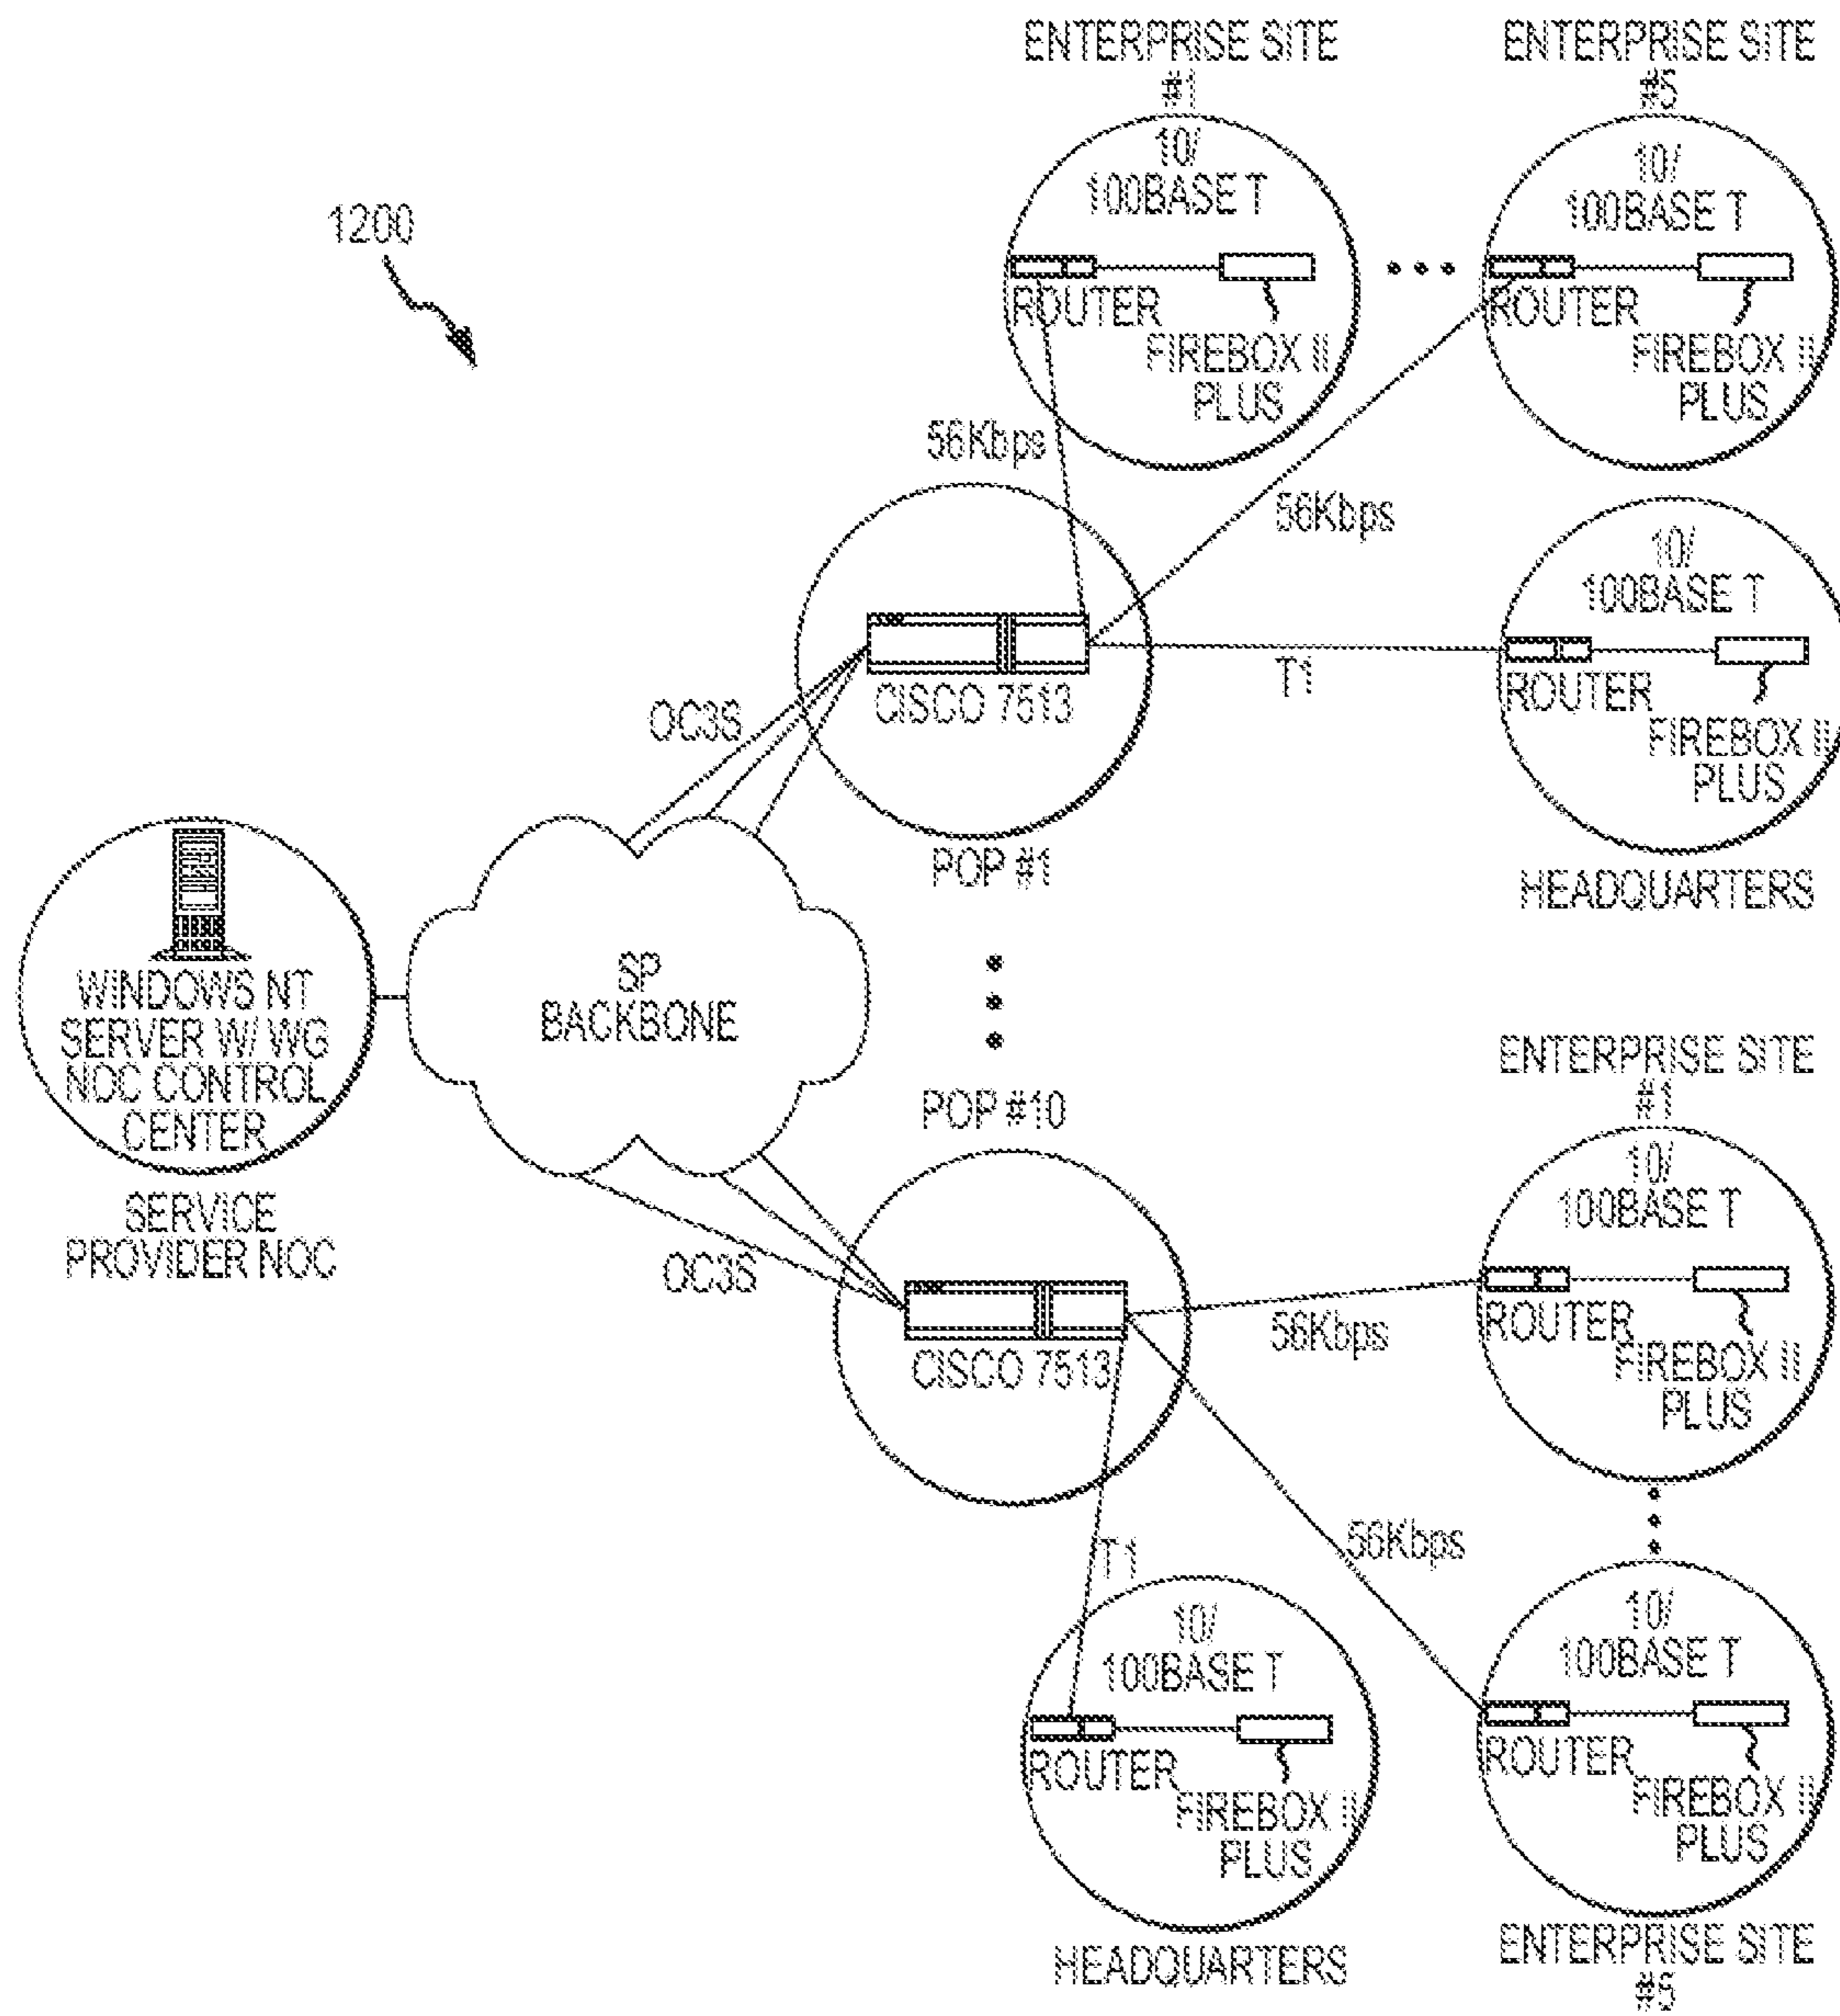 ENTERPRISE SITE
#1
ENTERPRISE SITE
#5
1200
10/
100BASE T
ROUTER
FIREBOX II
PLUS
10/
100BASE T
ROUTER
FIREBOX II
PLUS
56Kbps
56Kbps
10/
100BASE T
ROUTER
FIREBOX II
PLUS
T1
HEADQUARTERS
CISCO 7513
OC3S
POP #1
WINDOWS NT
SERVER W/ WG
NOC CONTROL
CENTER
SERVICE
PROVIDER NOC
SP
BACKBONE
POP #10
OC3S
CISCO 7513
ENTERPRISE SITE
#1
10/
100BASE T
ROUTER
FIREBOX II
PLUS
56Kbps
56Kbps
T1
10/
100BASE T
ROUTER
FIREBOX II
PLUS
HEADQUARTERS
10/
100BASE T
ROUTER
FIREBOX II
PLUS
ENTERPRISE SITE
#5